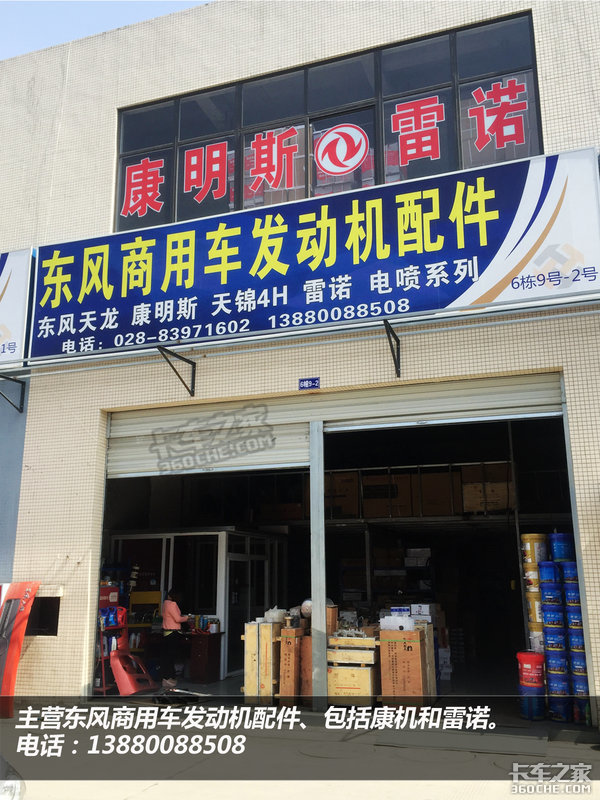 康明斯 雷诺
东风商用车发动机配件
东风天龙 康明斯 天锦4H 雷诺 电喷系列
6栋9号-2号
电话：028-83971602 13880088508
-1号
6幢9-2
卡车之家
360CHE.COM
主营东风商用车发动机配件、包括康机和雷诺。
电话：13880088508
卡车之家
360CHE.COM